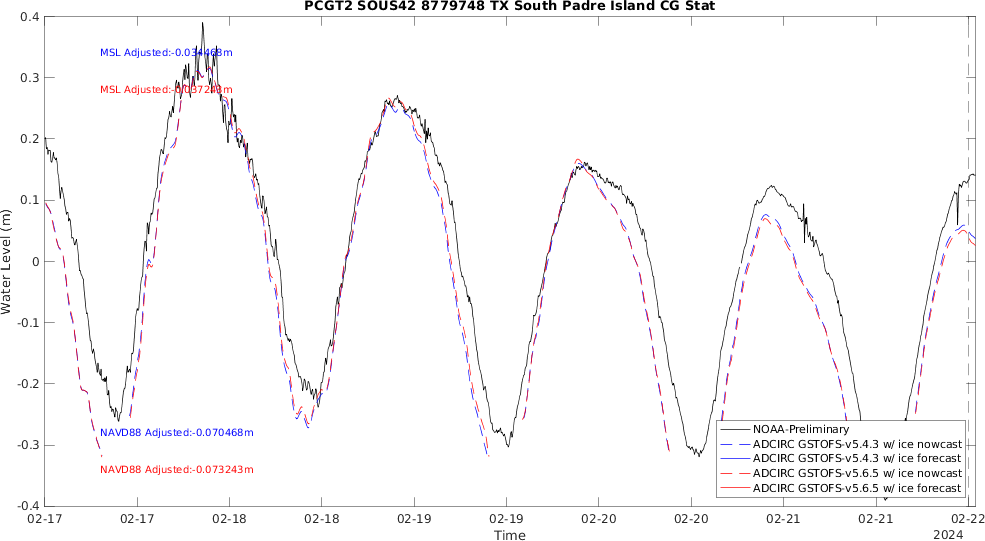 PCGT2 SOUS42 8779748 TX South Padre Island CG Stat
0.4
0.3
0.2
0.1
0
-0.1
-0.2
-0.3
-0.4
Water Level (m)
MSL Adjusted:-0.034468m
MSL Adjusted:-0.037243m
NAVD88 Adjusted:-0.070468m
NAVD88 Adjusted:-0.073243m
NOAA-Preliminary
ADCIRC GSTOFS-v5.4.3 w/ ice nowcast
ADCIRC GSTOFS-v5.4.3 w/ ice forecast
ADCIRC GSTOFS-v5.6.5 w/ ice nowcast
ADCIRC GSTOFS-v5.6.5 w/ ice forecast
02-17 02-17 02-18 02-18 02-19 02-19 02-20 02-20 02-21 02-21 02-22
2024
Time